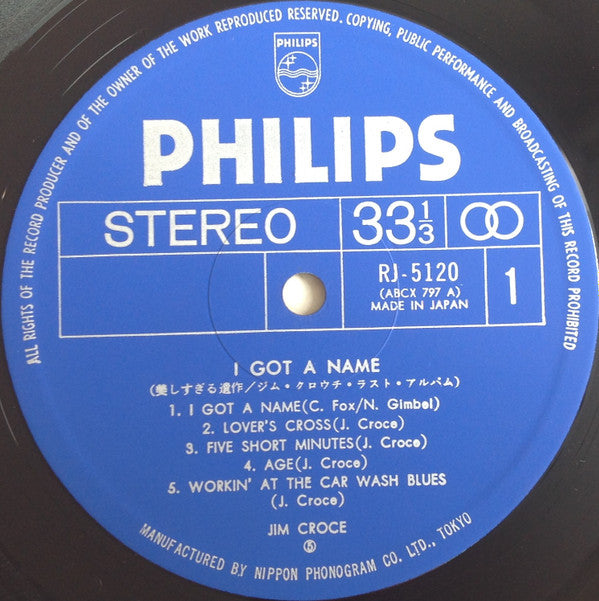 ALL RIGHTS OF THE RECORD PRODUCER AND OF THE OWNER OF THE WORK REPRODUCED RESERVED. COPYING, PUBLIC PERFORMANCE AND BROADCASTING OF THIS RECORD PROHIBITED
PHILIPS
PHILIPS
STEREO 33⅓
RJ-5120
(ABCX 797 A)
MADE IN JAPAN
1
I GOT A NAME
(美しすぎる遺作/ジム・クロウチ・ラスト・アルバム)
1. I GOT A NAME(C. Fox/N. Gimbel)
2. LOVER'S CROSS(J. Croce)
3. FIVE SHORT MINUTES(J. Croce)
4. AGE(J. Croce)
5. WORKIN' AT THE CAR WASH BLUES
(J. Croce)
JIM CROCE
⑤
MANUFACTURED BY NIPPON PHONOGRAM CO. LTD., TOKYO